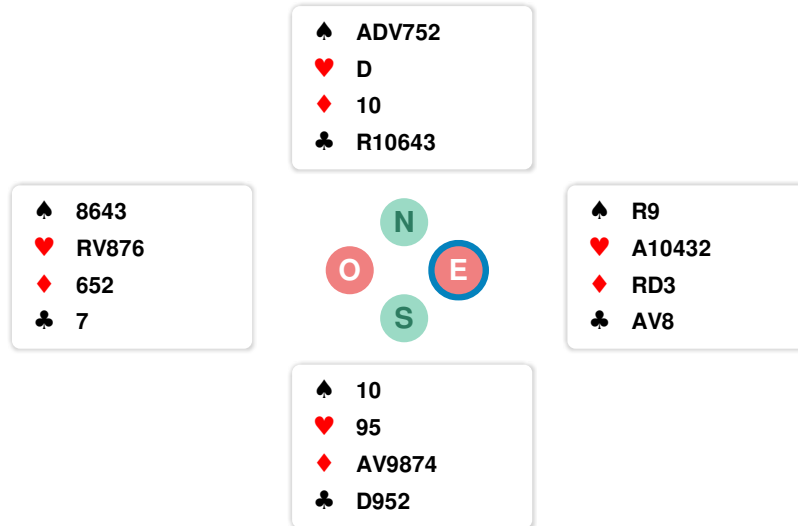 ♠ ADV752
♥ D
♦ 10
♣ R10643
♠ 8643
♥ RV876
♦ 652
♣ 7
N
O E
S
♠ R9
♥ A10432
♦ RD3
♣ AV8
♠ 10
♥ 95
♦ AV9874
♣ D952